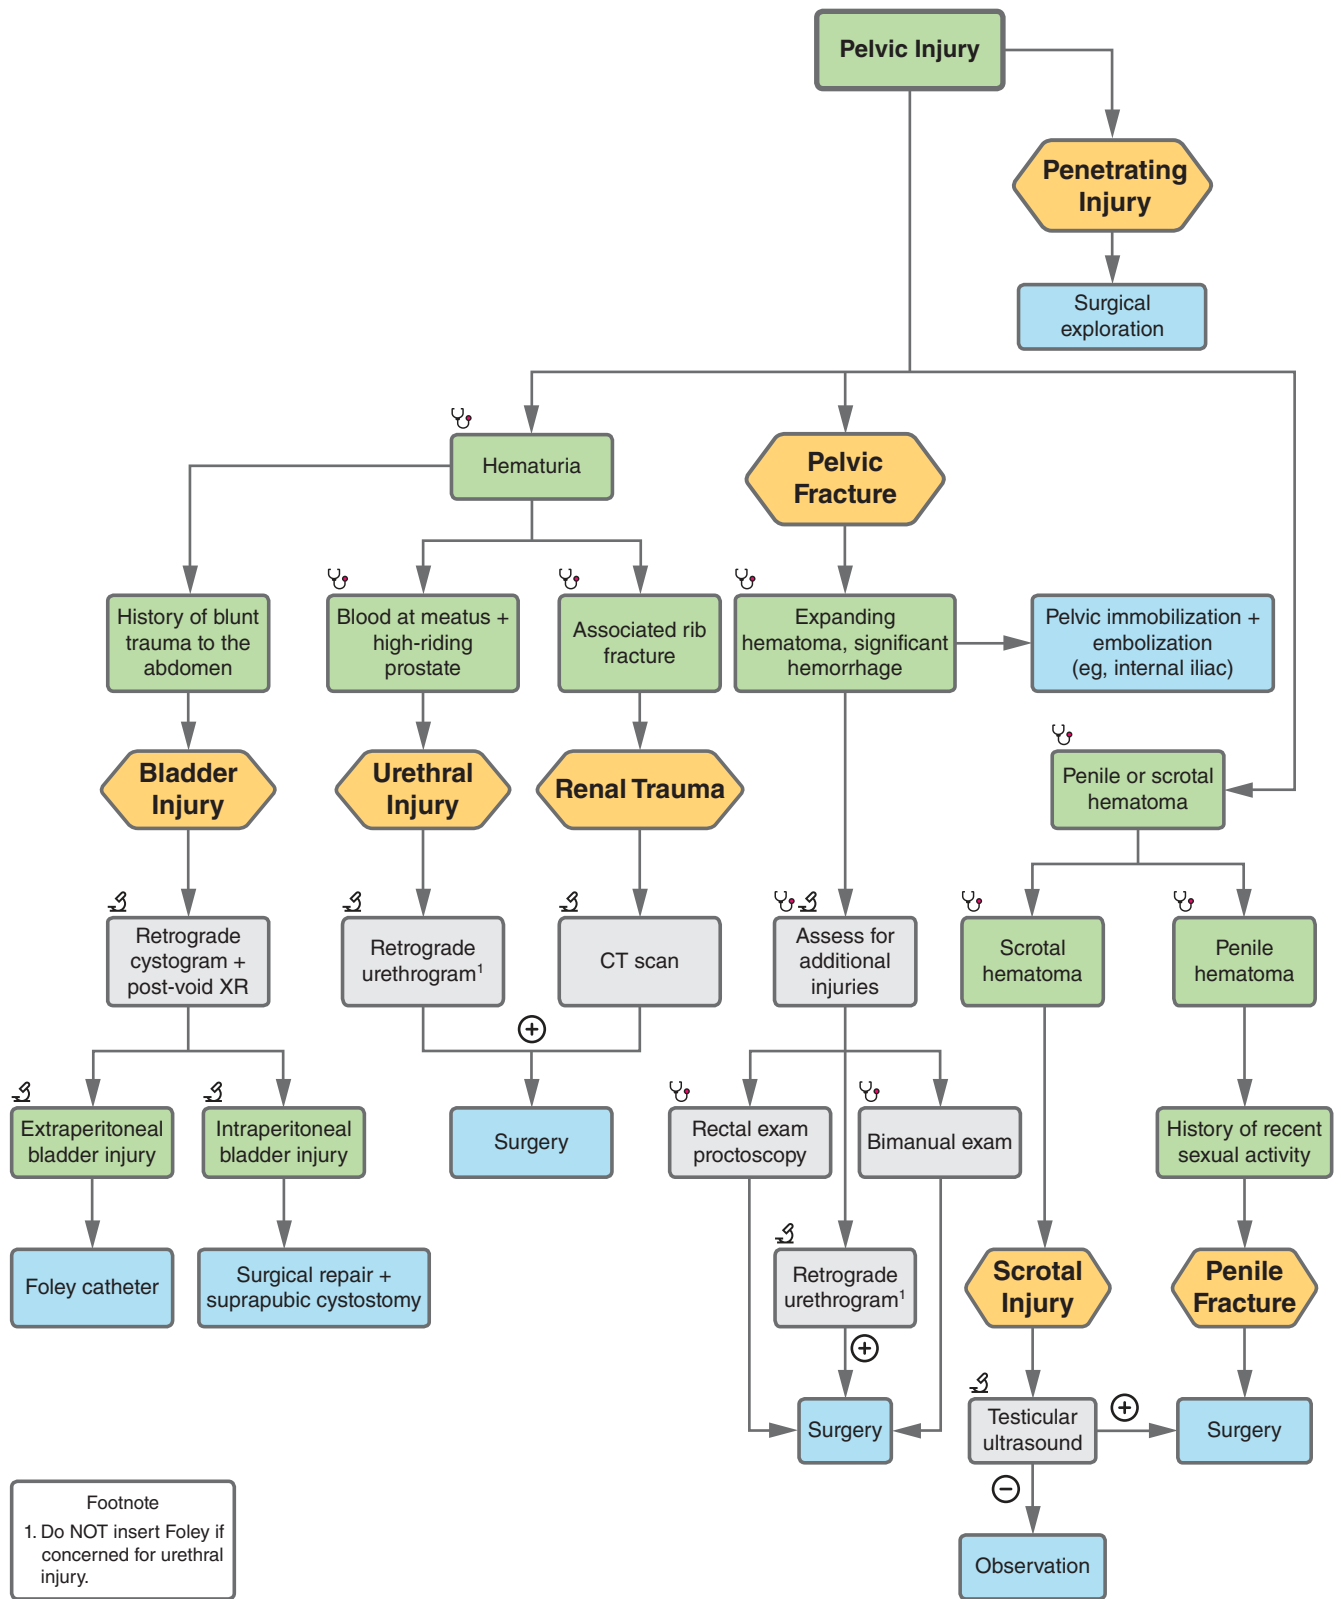 Pelvic Injury
Penetrating
Injury
Surgical
exploration
Hematuria
Pelvic
Fracture
History of blunt
trauma to the
abdomen
Blood at meatus +
high-riding
prostate
Associated rib
fracture
Expanding
hematoma, significant
hemorrhage
Pelvic immobilization +
embolization
(eg, internal iliac)
Bladder
Injury
Urethral
Injury
Renal Trauma
Penile or scrotal
hematoma
Retrograde
cystogram +
post-void XR
Retrograde
urethrogram¹
CT scan
Assess for
additional
injuries
Scrotal
hematoma
Penile
hematoma
+
Extraperitoneal
bladder injury
Intraperitoneal
bladder injury
Surgery
Rectal exam
proctoscopy
Bimanual exam
History of recent
sexual activity
Foley catheter
Surgical repair +
suprapubic cystostomy
Retrograde
urethrogram¹
Scrotal
Injury
Penile
Fracture
+
Surgery
Testicular
ultrasound
+
Surgery
−
Observation
Footnote
1. Do NOT insert Foley if
concerned for urethral
injury.